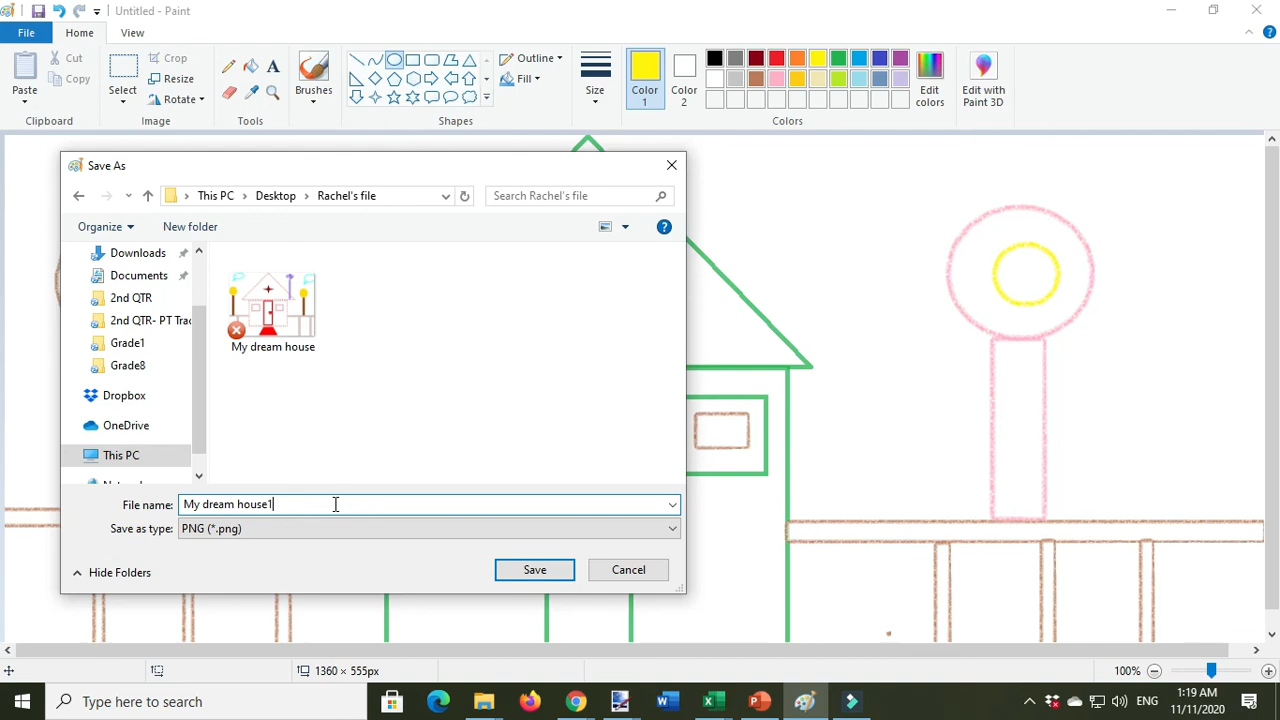 Untitled - Paint
File
Home
View
Paste
Cut
Copy
Clipboard
Select
Crop
Resize
Rotate
Image
A
Tools
Brushes
Shapes
Outline
Fill
Size
Color 1
Color 2
Colors
Edit colors
Edit with Paint 3D
Save As
This PC
Desktop
Rachel's file
Search Rachel's file
Organize
New folder
Downloads
Documents
2nd QTR
2nd QTR- PT Trac
Grade1
Grade8
Dropbox
OneDrive
This PC
My dream house
File name: My dream house1
Save as type: PNG (*.png)
Hide Folders
Save
Cancel
1360 × 555px
100%
Type here to search
ENG
1:19 AM
11/11/2020